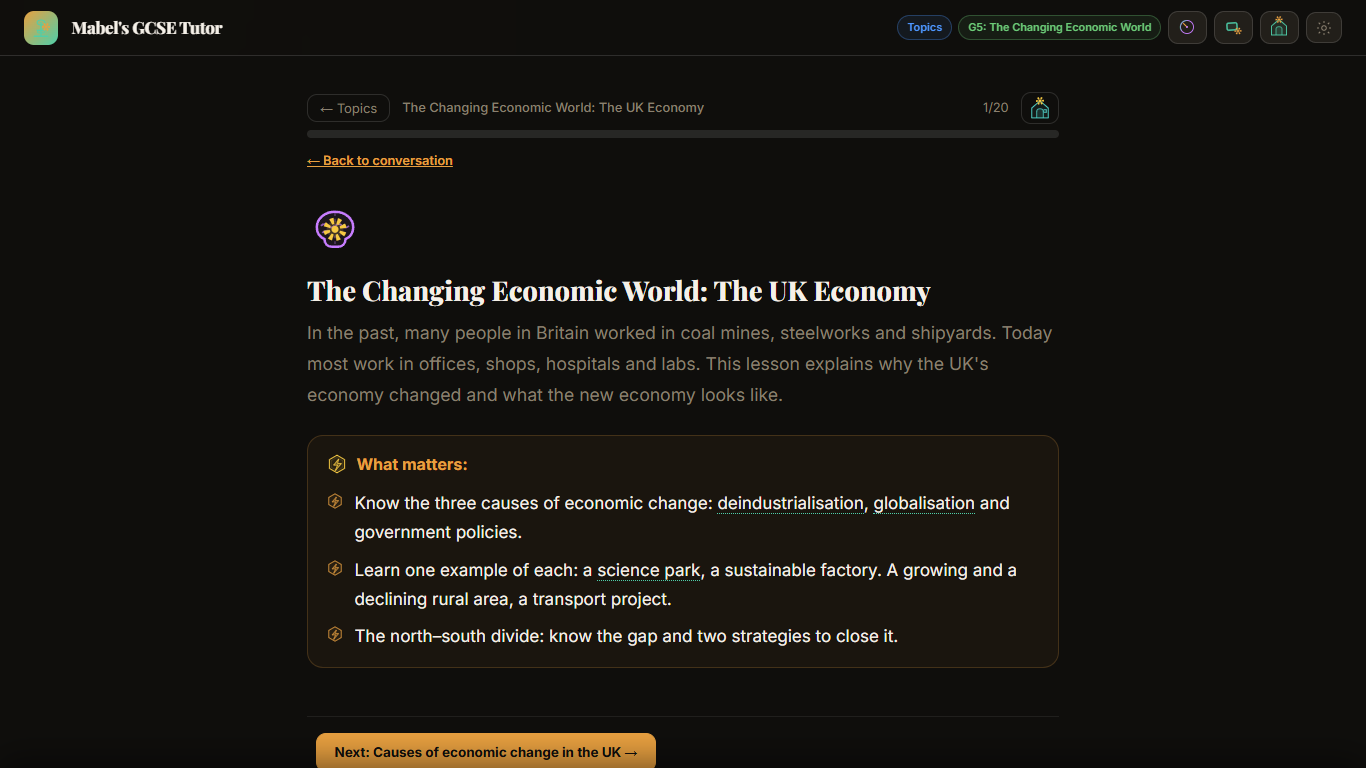 Mabel's GCSE Tutor
Topics
G5: The Changing Economic World
← Topics
The Changing Economic World: The UK Economy
1/20
← Back to conversation
The Changing Economic World: The UK Economy
In the past, many people in Britain worked in coal mines, steelworks and shipyards. Today
most work in offices, shops, hospitals and labs. This lesson explains why the UK's
economy changed and what the new economy looks like.
What matters:
Know the three causes of economic change: deindustrialisation, globalisation and
government policies.
Learn one example of each: a science park, a sustainable factory. A growing and a
declining rural area, a transport project.
The north–south divide: know the gap and two strategies to close it.
Next: Causes of economic change in the UK →